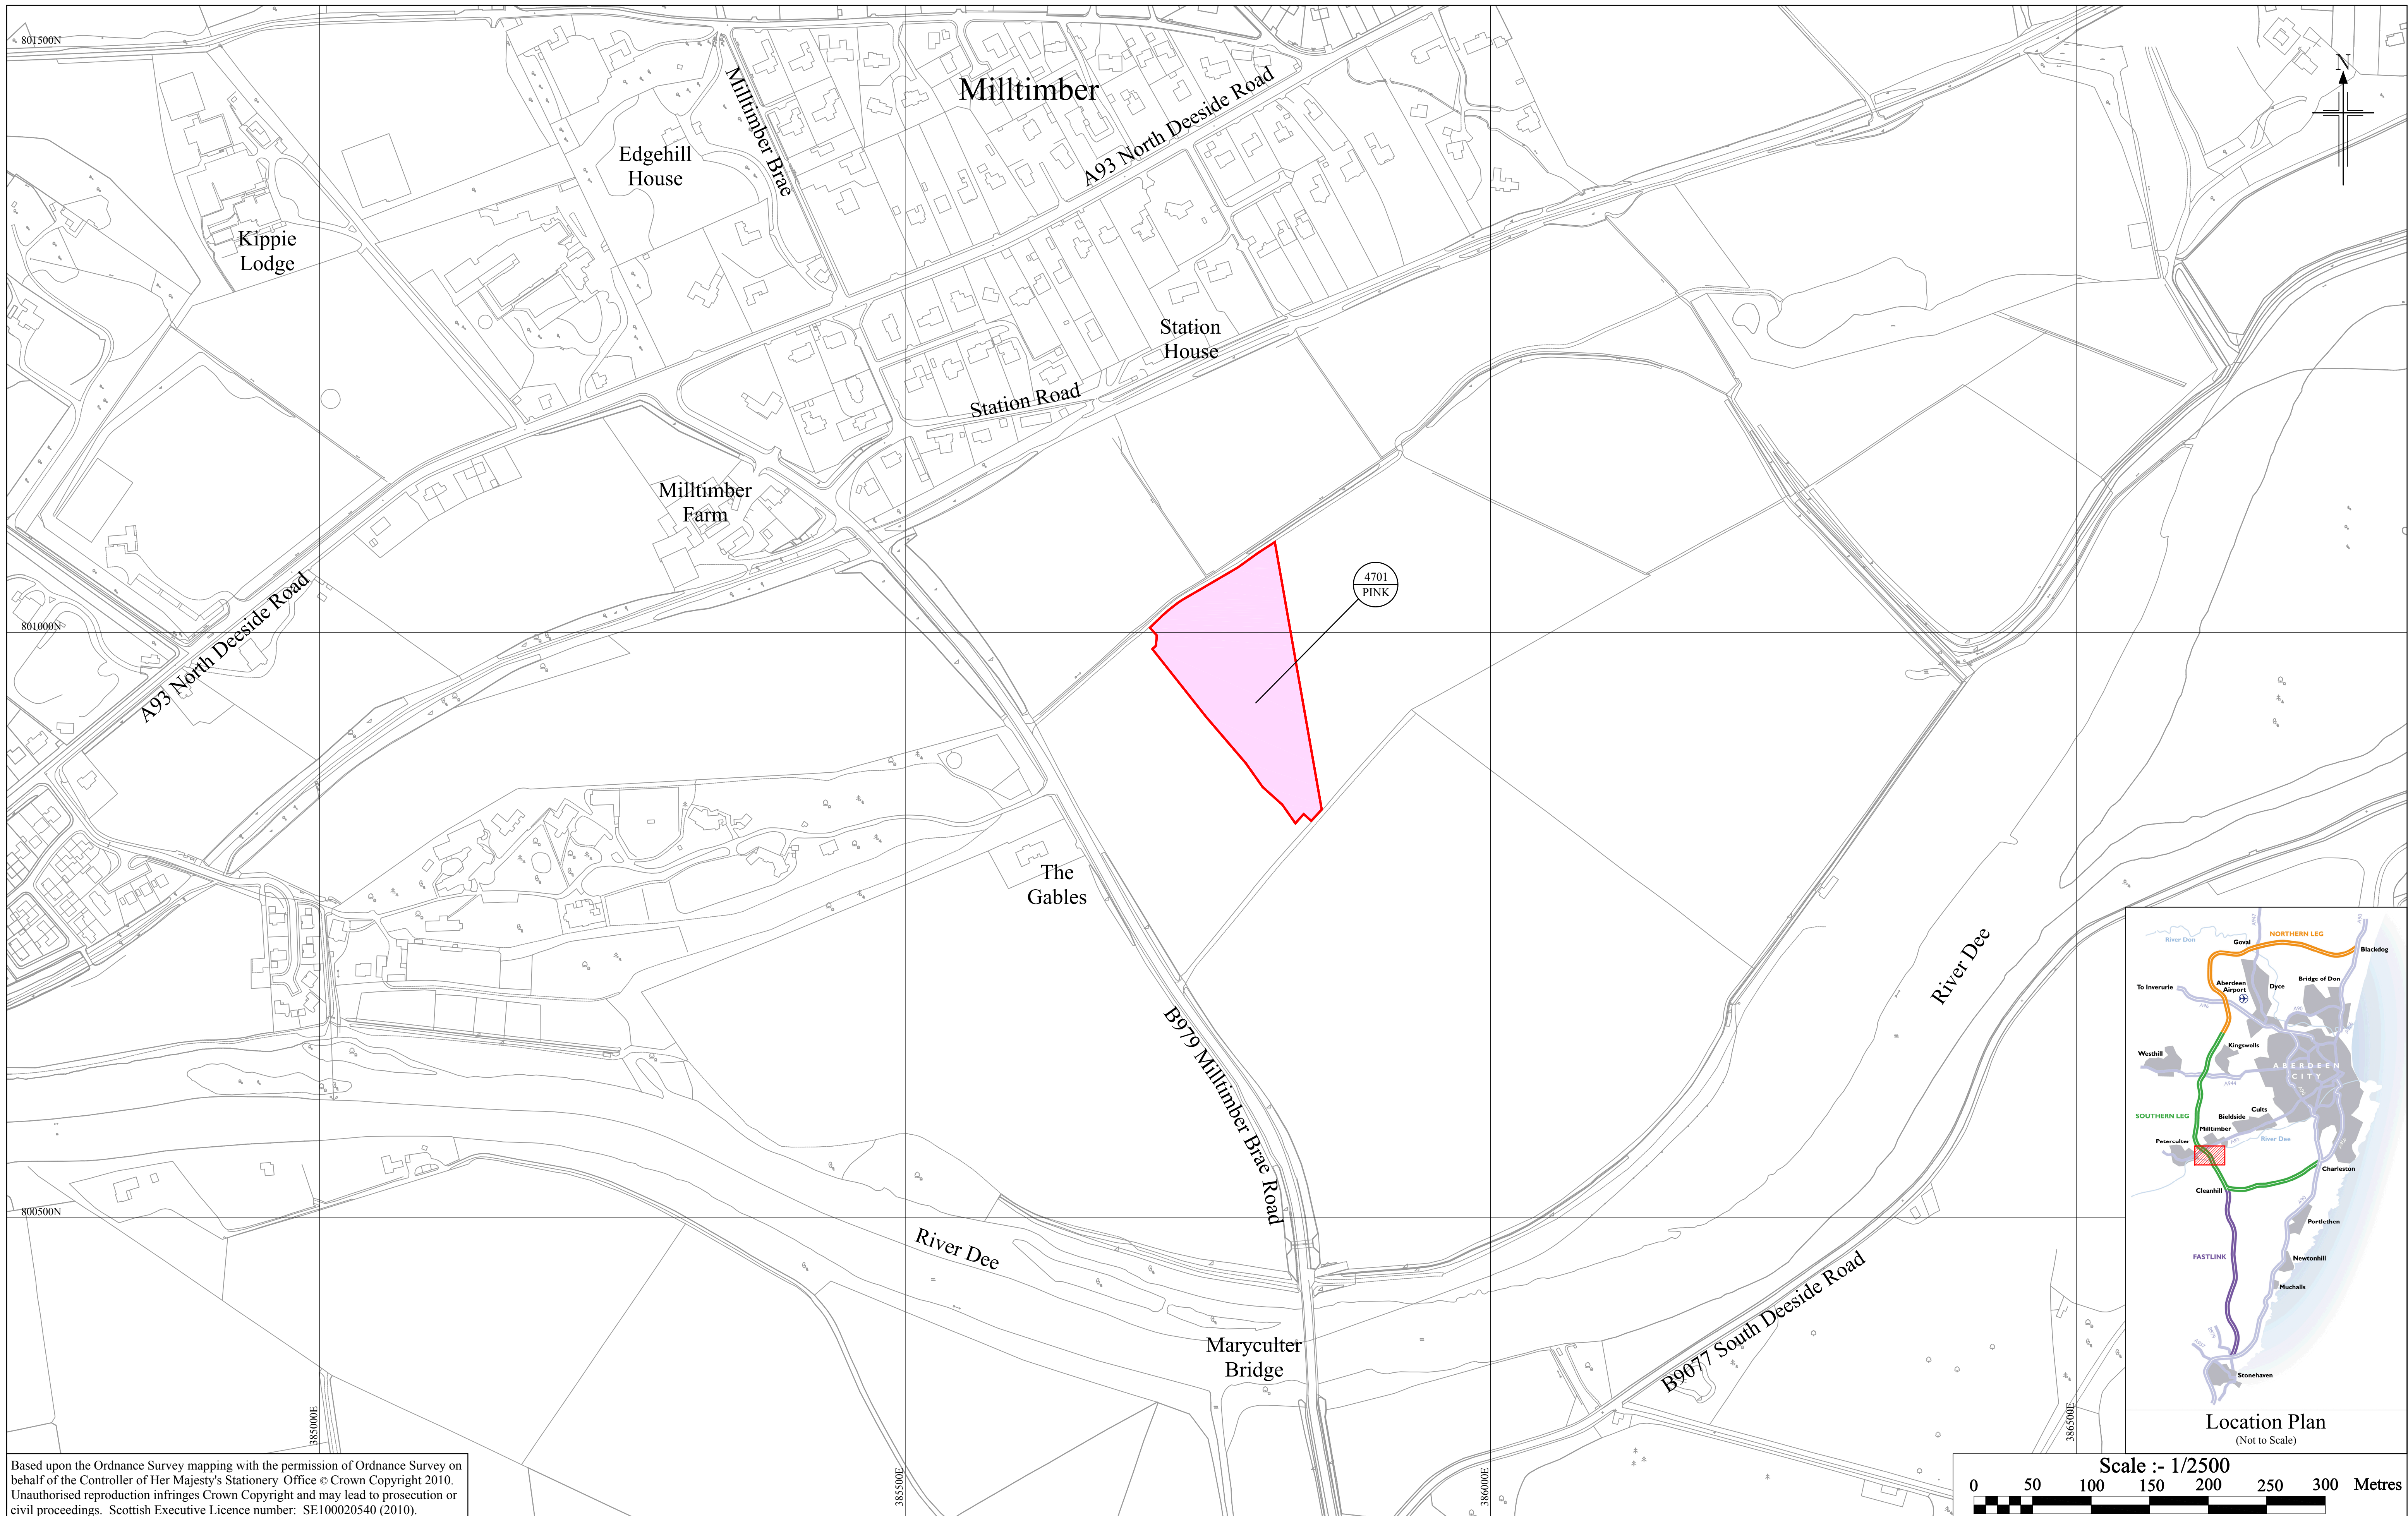 801500N
Milltimber
N
Milltimber Brae
A93 North Deeside Road
Edgehill
House
Kippie
Lodge
Station
House
Station Road
Milltimber
Farm
4701
PINK
A93 North Deeside Road
801000N
The
Gables
B979 Milltimber Brae Road
River Dee
River Dee
800500N
Maryculter
Bridge
B9077 South Deeside Road
385000E
385500E
386000E
386500E
River Don
Goval
NORTHERN LEG
Blackdog
A90
A947
To Inverurie
Aberdeen
Airport
Dyce
Bridge of Don
A96
Kingswells
Westhill
ABERDEEN
CITY
A944
SOUTHERN LEG
Bieldside
Cults
Milltimber
A93
River Dee
Peterculter
Charleston
Cleanhill
A90
Portlethen
FASTLINK
Newtonhill
Muchalls
Stonehaven
Location Plan
(Not to Scale)
Scale :- 1/2500
0 50 100 150 200 250 300 Metres
Based upon the Ordnance Survey mapping with the permission of Ordnance Survey on
behalf of the Controller of Her Majesty's Stationery Office © Crown Copyright 2010.
Unauthorised reproduction infringes Crown Copyright and may lead to prosecution or
civil proceedings. Scottish Executive Licence number: SE100020540 (2010).